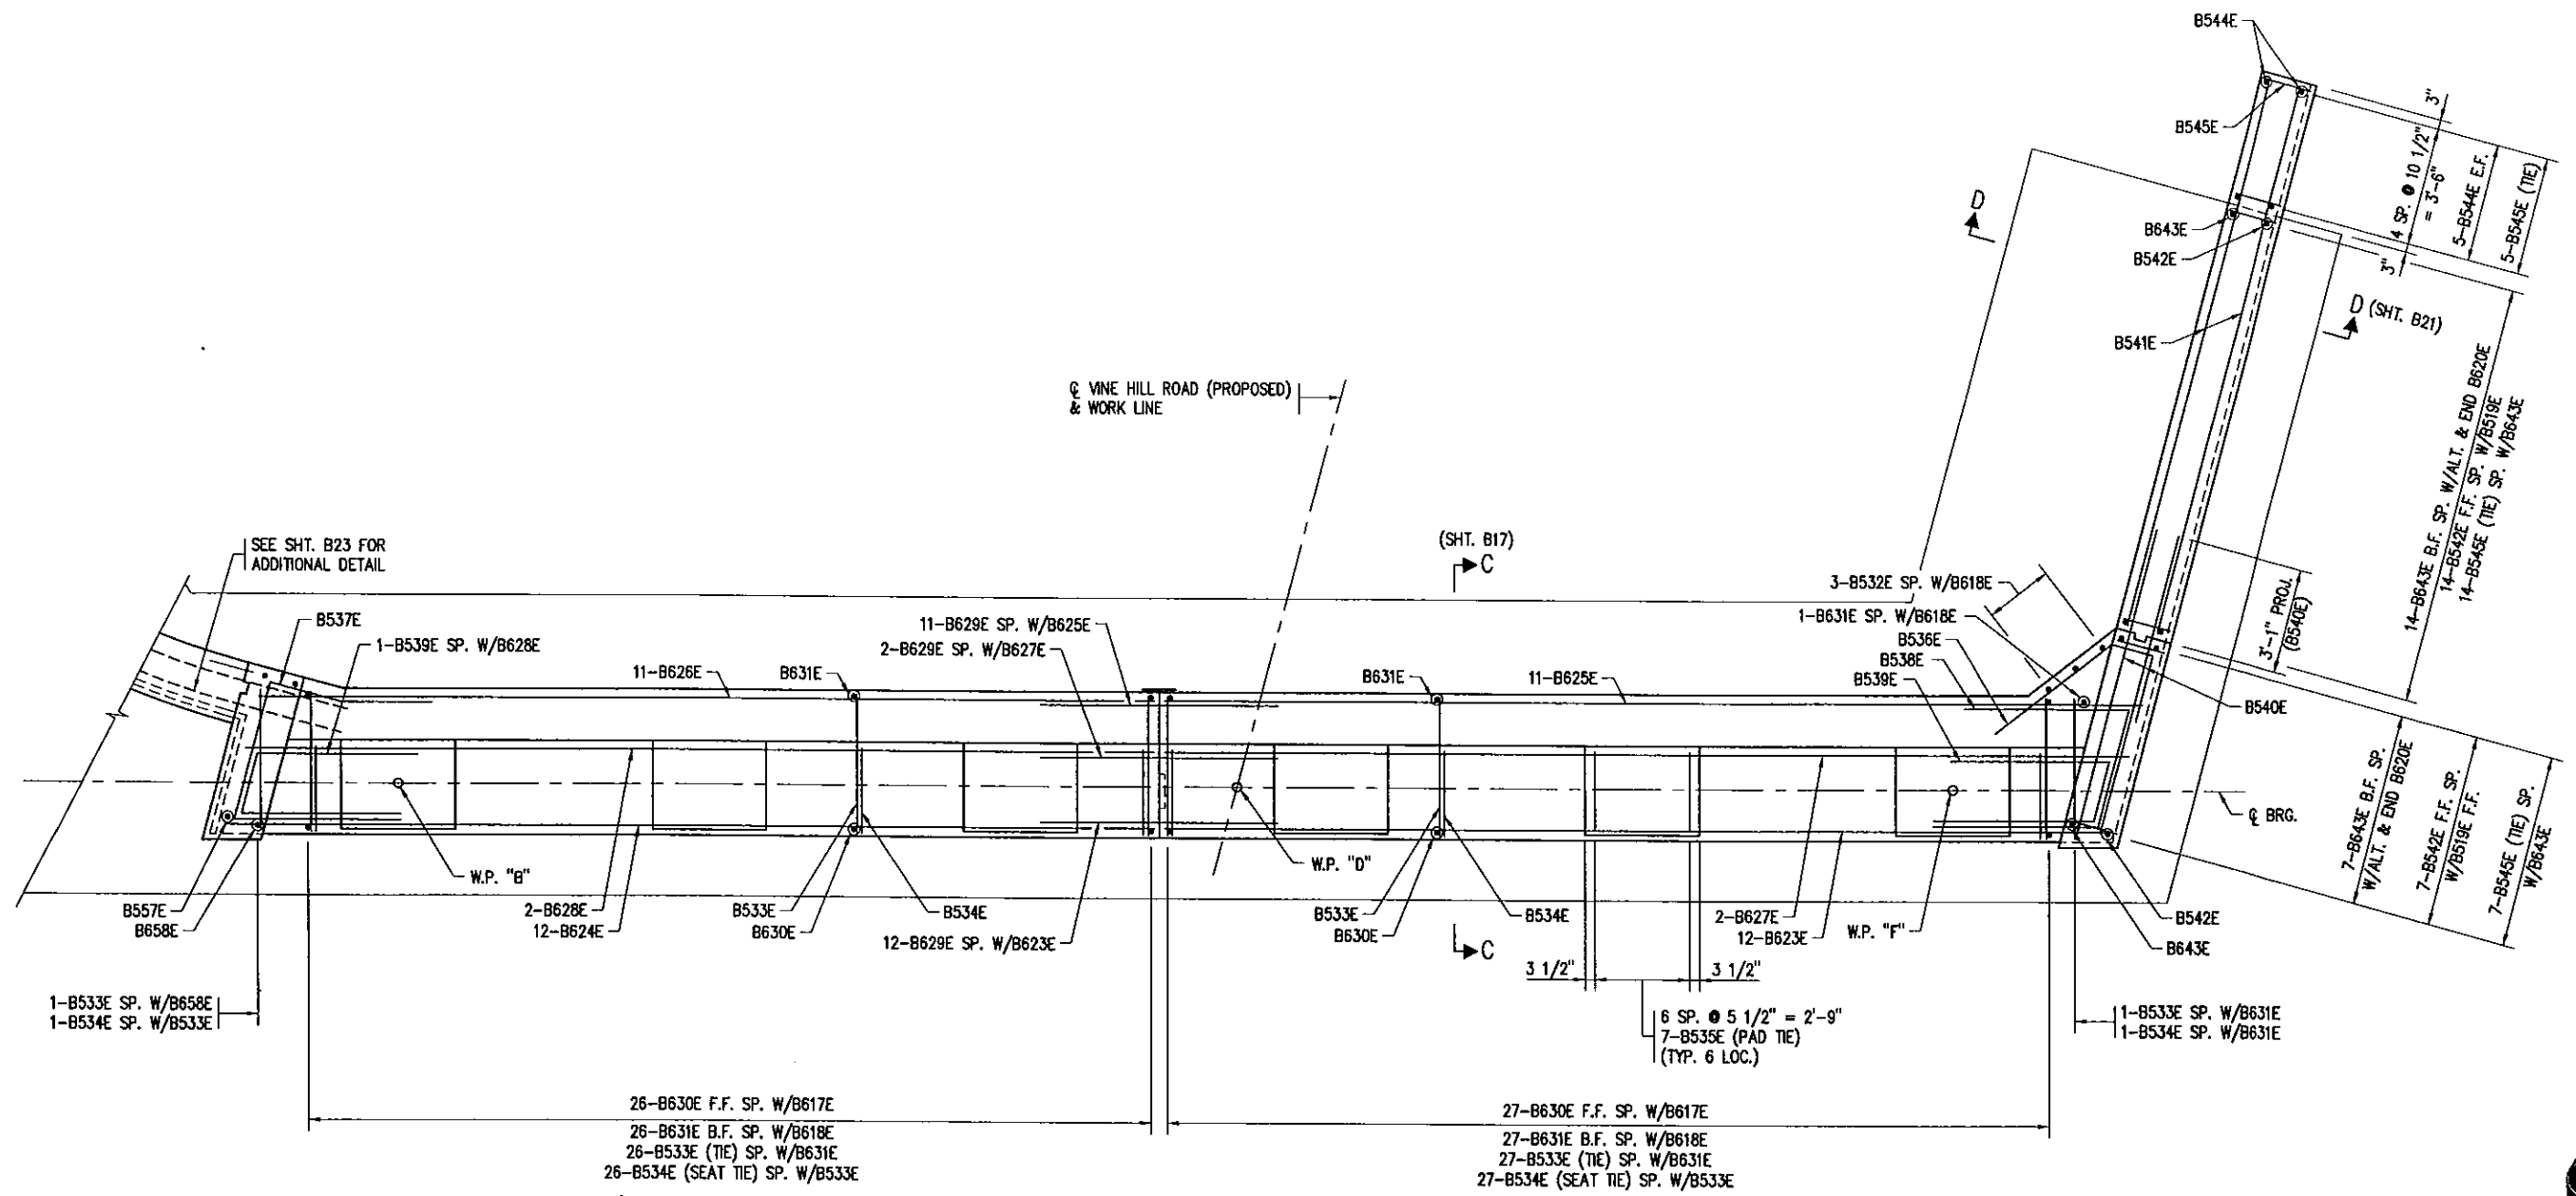 B544E
B545E
3"
4 SP. @ 10 1/2"
= 3'-6"
5-B544E E.F.
5-B545E (TIE)
3"
D
B643E
B542E
D (SHT. B21)
B541E
℄ VINE HILL ROAD (PROPOSED)
& WORK LINE
14-B643E B.F. SP. W/ALT. & END B620E
14-B542E F.F. SP. W/B519E
14-B545E (TIE) SP. W/B643E
SEE SHT. B23 FOR
ADDITIONAL DETAIL
(SHT. B17)
C
3-B532E SP. W/B618E
1-B631E SP. W/B618E
B536E
B538E
B539E
3'-1" PROJ.
(B540E)
B537E
1-B539E SP. W/B628E
11-B626E
B631E
11-B629E SP. W/B625E
2-B629E SP. W/B627E
B631E
11-B625E
B540E
℄ BRG.
7-B643E B.F. SP.
W/ALT. & END B620E
7-B542E F.F. SP.
W/B519E F.F.
7-B545E (TIE) SP.
W/B643E
W.P. "B"
W.P. "D"
B557E
B658E
2-B628E
12-B624E
B533E
B630E
B534E
12-B629E SP. W/B623E
B533E
B630E
B534E
C
2-B627E
12-B623E
W.P. "F"
B542E
B643E
3 1/2"
3 1/2"
1-B533E SP. W/B658E
1-B534E SP. W/B533E
6 SP. @ 5 1/2" = 2'-9"
7-B535E (PAD TIE)
(TYP. 6 LOC.)
1-B533E SP. W/B631E
1-B534E SP. W/B631E
26-B630E F.F. SP. W/B617E
26-B631E B.F. SP. W/B618E
26-B533E (TIE) SP. W/B631E
26-B534E (SEAT TIE) SP. W/B533E
27-B630E F.F. SP. W/B617E
27-B631E B.F. SP. W/B618E
27-B533E (TIE) SP. W/B631E
27-B534E (SEAT TIE) SP. W/B533E